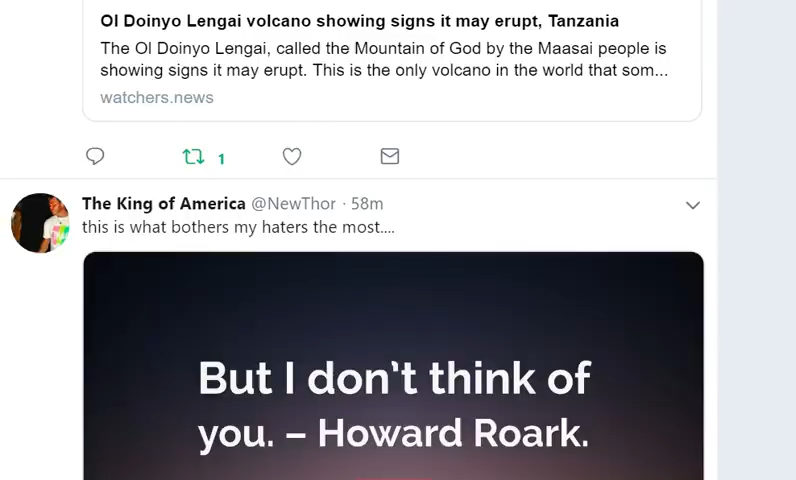 Ol Doinyo Lengai volcano showing signs it may erupt, Tanzania
The Ol Doinyo Lengai, called the Mountain of God by the Maasai people is
showing signs it may erupt. This is the only volcano in the world that som...
watchers.news
1
The King of America @NewThor · 58m
this is what bothers my haters the most....
But I don't think of
you. – Howard Roark.